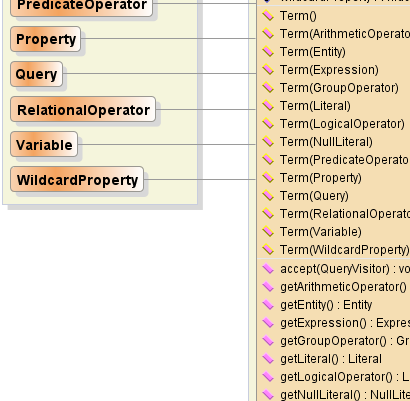 PredicateOperator
Property
Query
RelationalOperator
Variable
WildcardProperty
Term()
Term(ArithmeticOperato
Term(Entity)
Term(Expression)
Term(GroupOperator)
Term(Literal)
Term(LogicalOperator)
Term(NullLiteral)
Term(PredicateOperato
Term(Property)
Term(Query)
Term(RelationalOperato
Term(Variable)
Term(WildcardProperty)
accept(QueryVisitor) : vo
getArithmeticOperator()
getEntity() : Entity
getExpression() : Expres
getGroupOperator() : Gr
getLiteral() : Literal
getLogicalOperator() : L
getNullLiteral() : NullLite